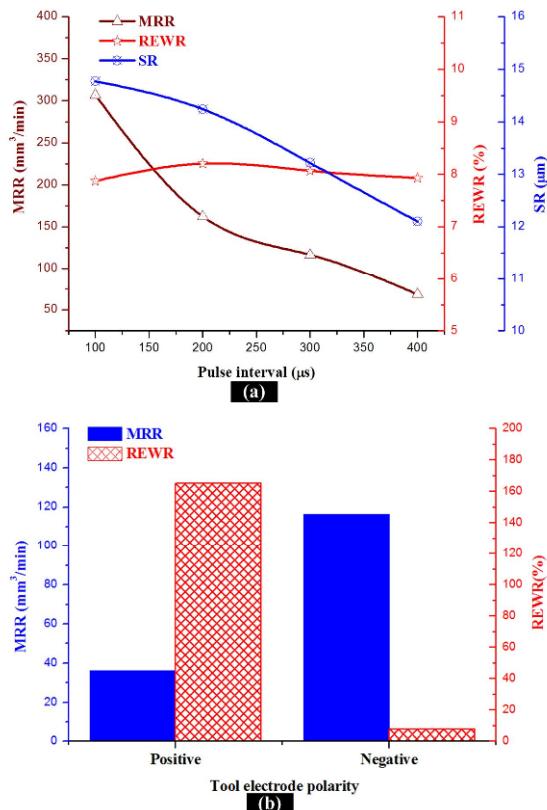 MRR
REWR
SR
400
350
300
250
200
150
100
50
MRR (mm³/min)
11
10
9
8
7
6
5
REWR (%)
16
15
14
13
12
11
10
SR (μm)
100 150 200 250 300 350 400
Pulse interval (μs)
(a)
MRR
REWR
160
140
120
100
80
60
40
20
0
MRR (mm³/min)
200
180
160
140
120
100
80
60
40
20
0
REWR(%)
Positive Negative
Tool electrode polarity
(b)